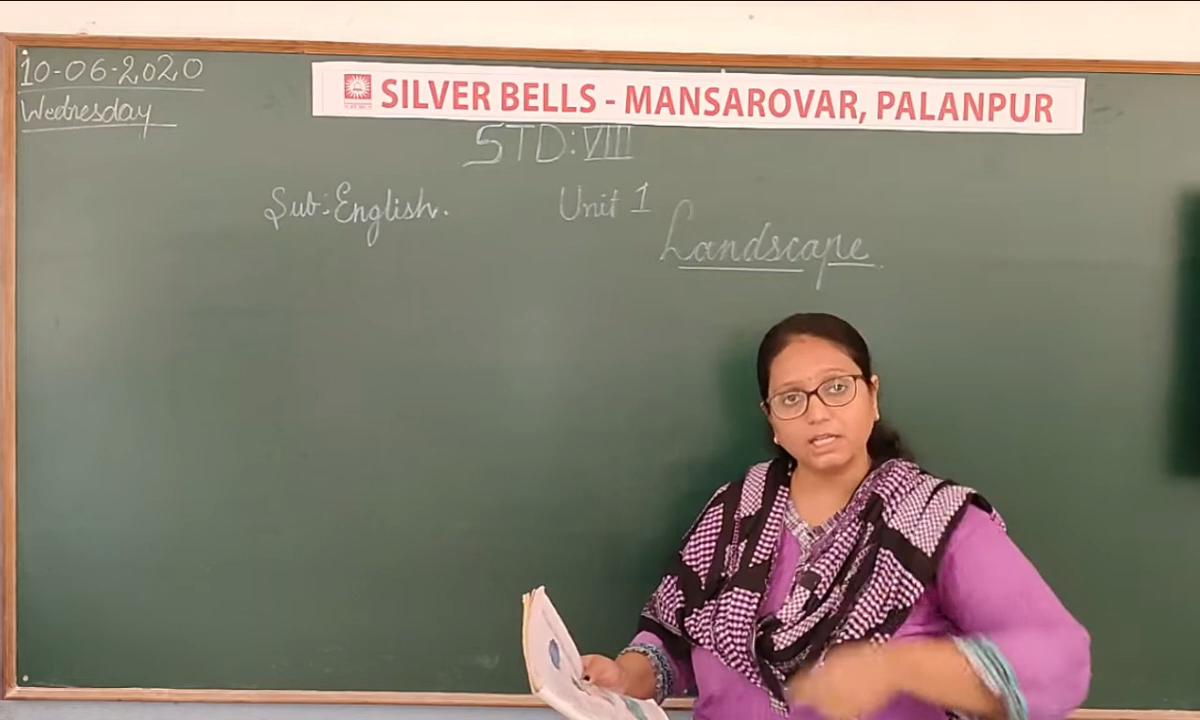 10-06-2020
Wednesday
SILVER BELLS - MANSAROVAR, PALANPUR
STD: VIII
Sub: English.
Unit 1
Landscape